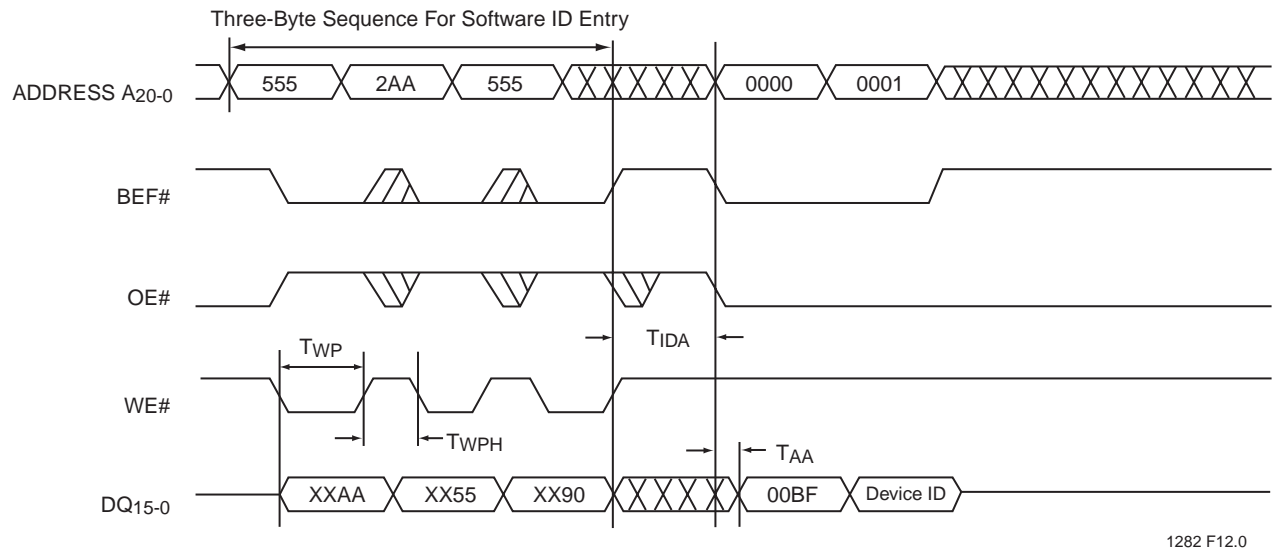 Three-Byte Sequence For Software ID Entry
ADDRESS A20-0 555 2AA 555 0000 0001
BEF#
OE#
TIDA
TWP
WE#
TWPH
TAA
DQ15-0 XXAA XX55 XX90 00BF Device ID
1282 F12.0